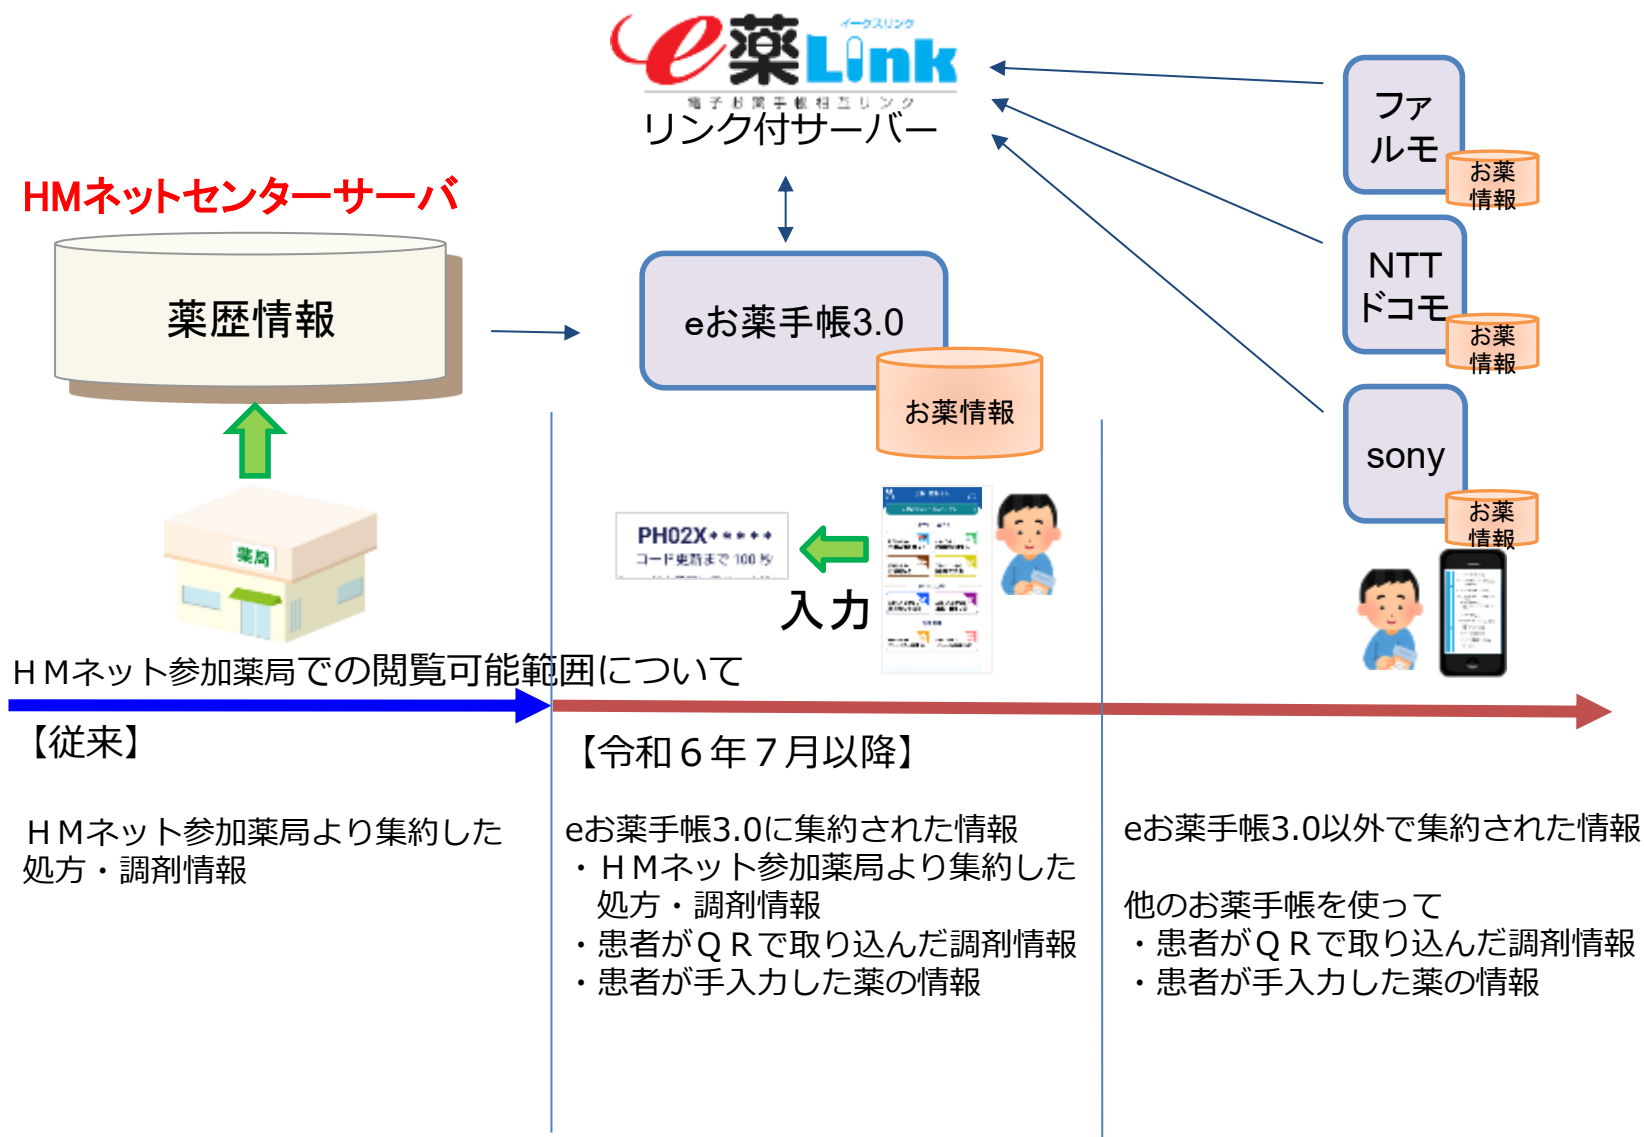 イークスリンク
e薬Link
電子お薬手帳相互リンク
リンク付サーバー
HMネットセンターサーバ
薬歴情報
eお薬手帳3.0
お薬情報
ファ
ルモ
お薬
情報
NTT
ドコモ
お薬
情報
sony
お薬
情報
薬局
PH02X*****
コード更新まで 100 秒
入力
ＨＭネット参加薬局での閲覧可能範囲について
【従来】
ＨＭネット参加薬局より集約した
処方・調剤情報
【令和６年７月以降】
eお薬手帳3.0に集約された情報
・ＨＭネット参加薬局より集約した
処方・調剤情報
・患者がＱＲで取り込んだ調剤情報
・患者が手入力した薬の情報
eお薬手帳3.0以外で集約された情報
他のお薬手帳を使って
・患者がＱＲで取り込んだ調剤情報
・患者が手入力した薬の情報